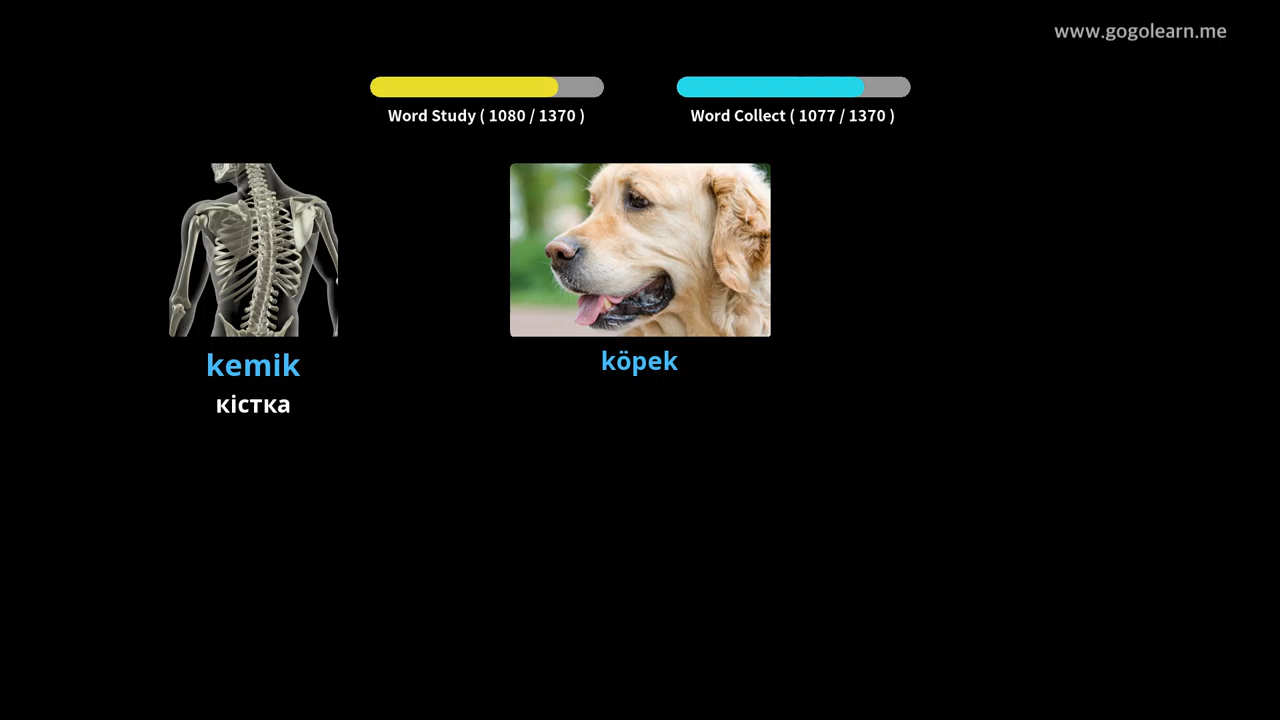 www.gogolearn.me
Word Study ( 1080 / 1370 )
Word Collect ( 1077 / 1370 )
kemik
кістка
köpek